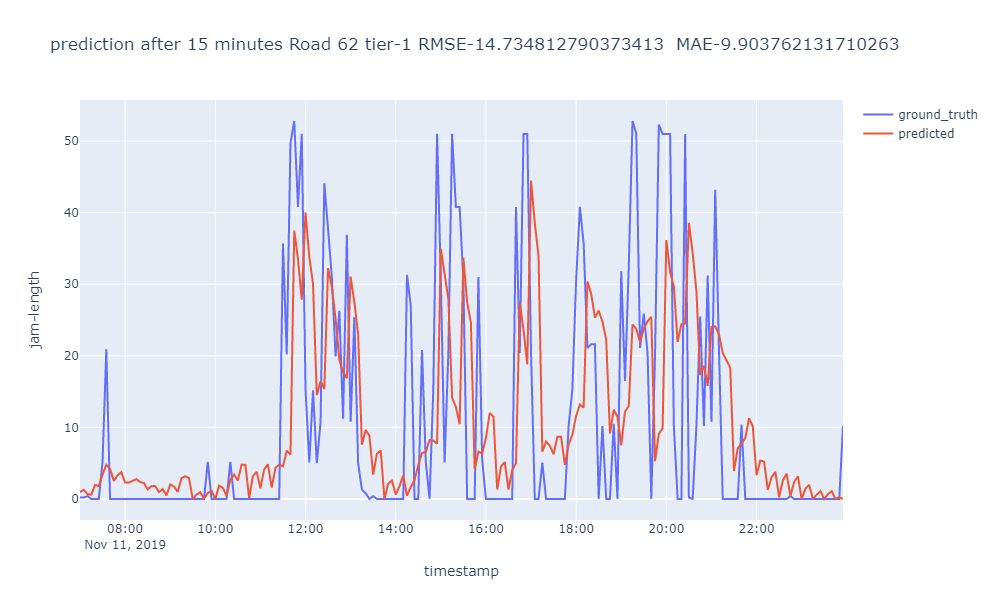 prediction after 15 minutes Road 62 tier-1 RMSE-14.734812790373413  MAE-9.903762131710263
ground_truth
predicted
jam-length
50
40
30
20
10
0
08:00 10:00 12:00 14:00 16:00 18:00 20:00 22:00
Nov 11, 2019
timestamp